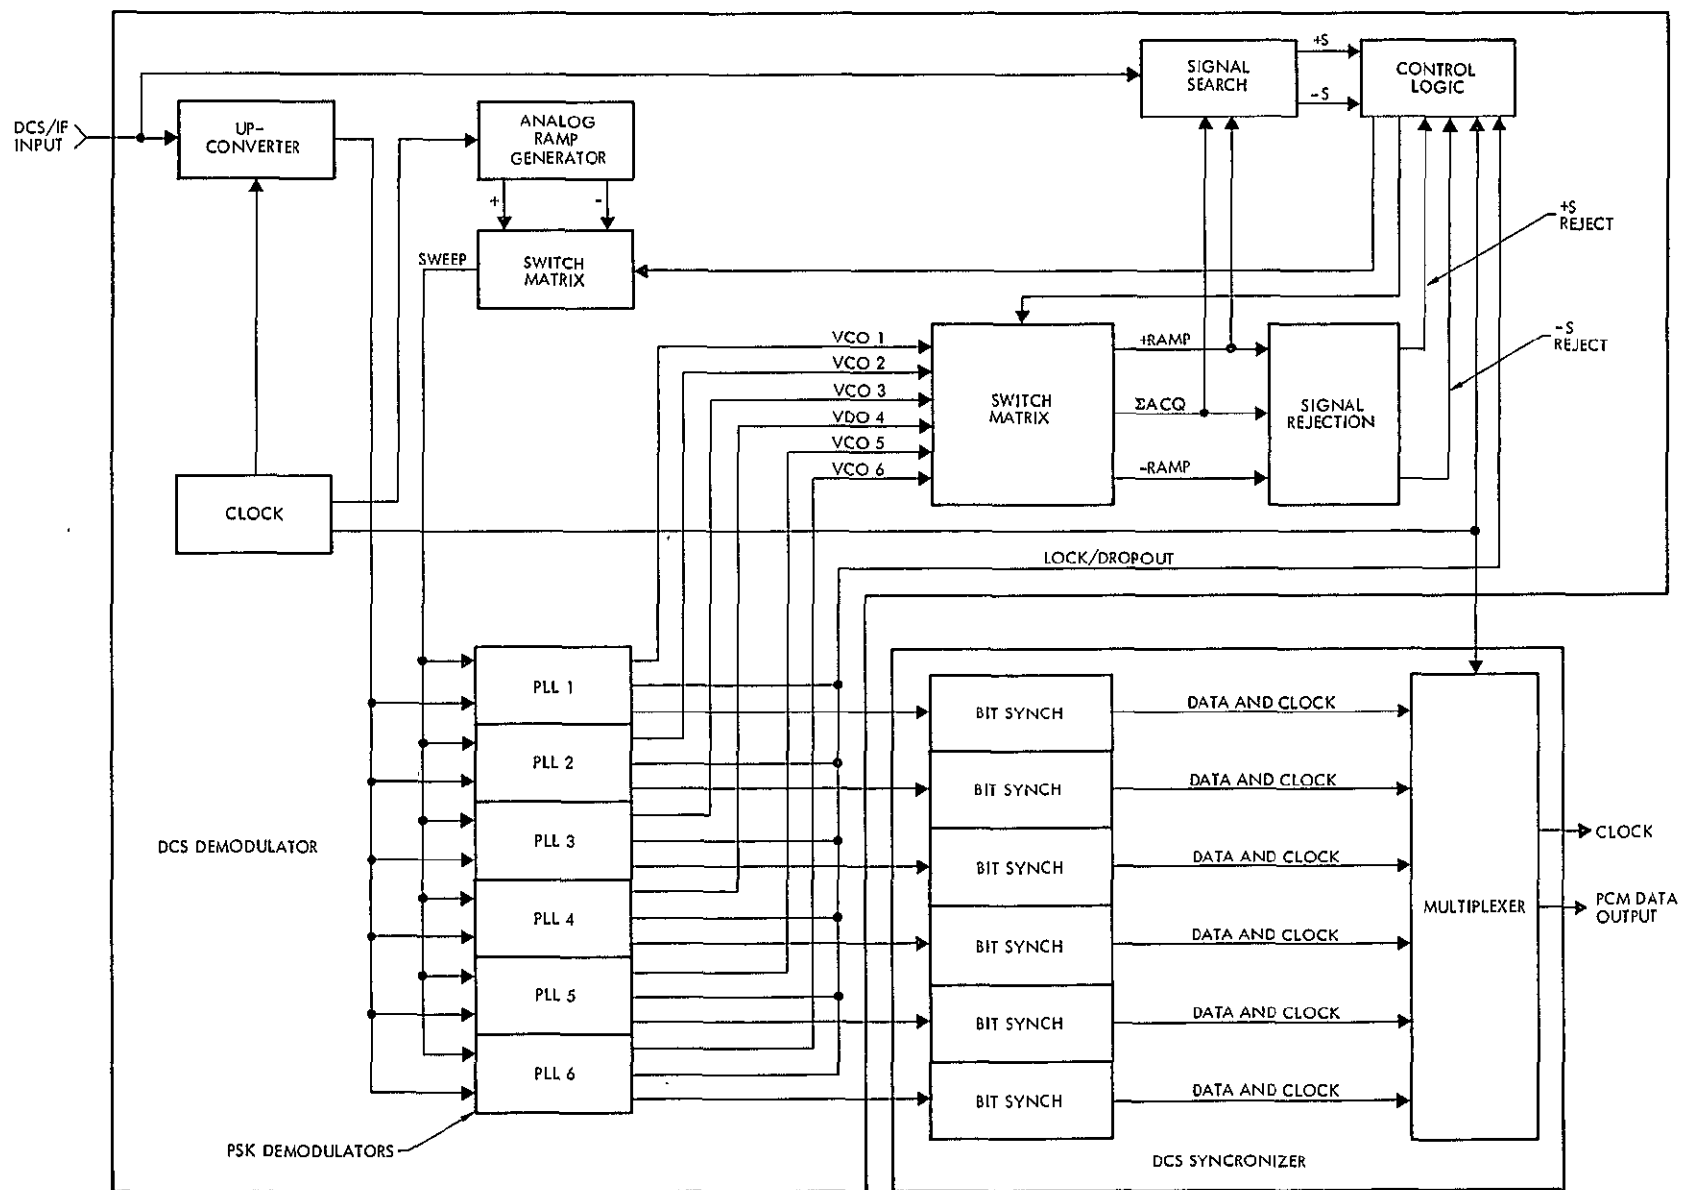 +S
SIGNAL
SEARCH
-S
CONTROL
LOGIC
DCS/IF
INPUT
UP-
CONVERTER
ANALOG
RAMP
GENERATOR
+
-
SWEEP
SWITCH
MATRIX
+S
REJECT
-S
REJECT
VCO 1
VCO 2
VCO 3
VDO 4
VCO 5
VCO 6
SWITCH
MATRIX
+RAMP
ΣACQ
-RAMP
SIGNAL
REJECTION
CLOCK
LOCK/DROPOUT
PLL 1
PLL 2
PLL 3
PLL 4
PLL 5
PLL 6
DCS DEMODULATOR
PSK DEMODULATORS
BIT SYNCH
DATA AND CLOCK
BIT SYNCH
DATA AND CLOCK
BIT SYNCH
DATA AND CLOCK
BIT SYNCH
DATA AND CLOCK
BIT SYNCH
DATA AND CLOCK
BIT SYNCH
DATA AND CLOCK
MULTIPLEXER
CLOCK
PCM DATA
OUTPUT
DCS SYNCRONIZER